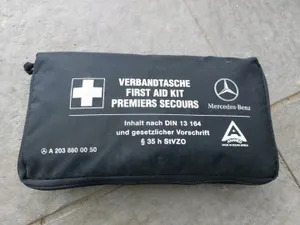 VERBANDTASCHE
FIRST AID KIT
PREMIERS SECOURS
Mercedes-Benz
Inhalt nach DIN 13 164
und gesetzlicher Vorschrift
§ 35 h StVZO
A 203 860 00 50